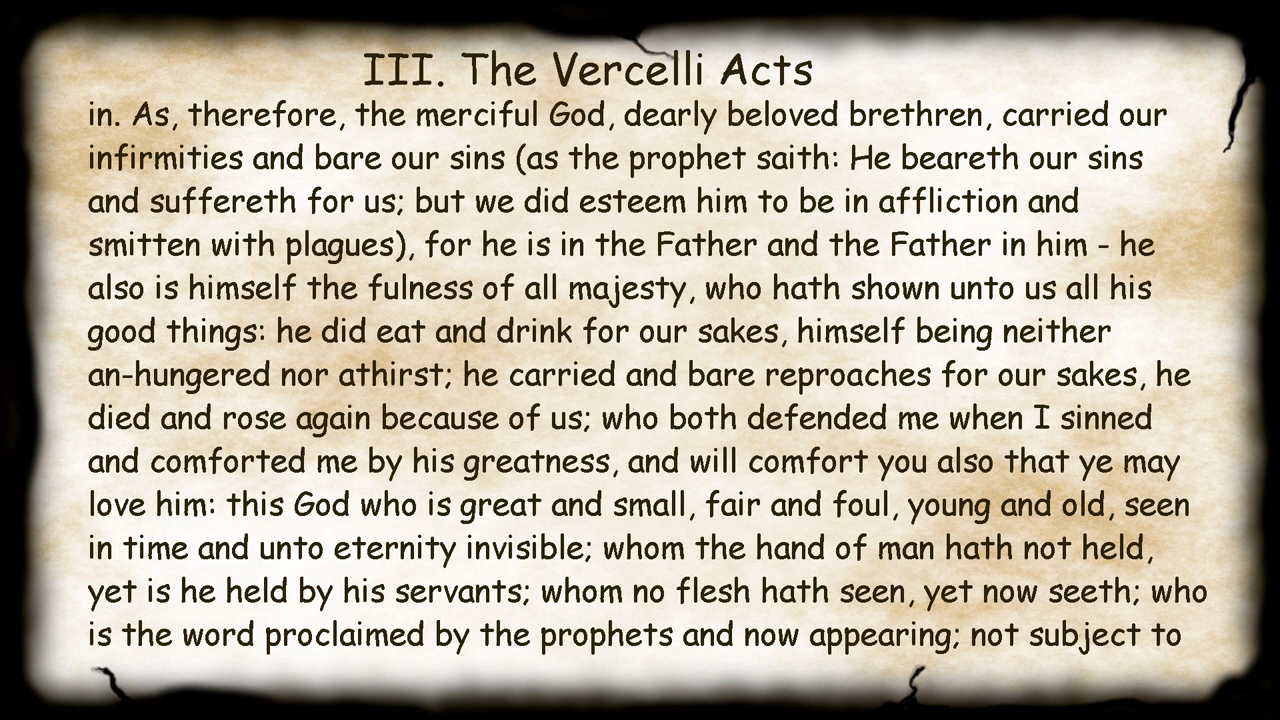 III. The Vercelli Acts
in. As, therefore, the merciful God, dearly beloved brethren, carried our
infirmities and bare our sins (as the prophet saith: He beareth our sins
and suffereth for us; but we did esteem him to be in affliction and
smitten with plagues), for he is in the Father and the Father in him - he
also is himself the fulness of all majesty, who hath shown unto us all his
good things: he did eat and drink for our sakes, himself being neither
an-hungered nor athirst; he carried and bare reproaches for our sakes, he
died and rose again because of us; who both defended me when I sinned
and comforted me by his greatness, and will comfort you also that ye may
love him: this God who is great and small, fair and foul, young and old, seen
in time and unto eternity invisible; whom the hand of man hath not held,
yet is he held by his servants; whom no flesh hath seen, yet now seeth; who
is the word proclaimed by the prophets and now appearing; not subject to